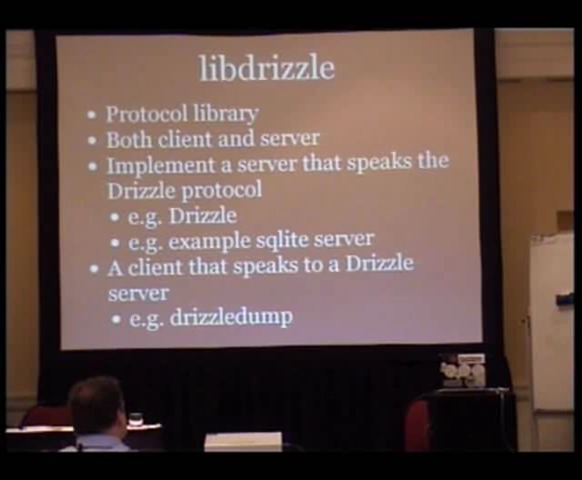 libdrizzle
• Protocol library
• Both client and server
• Implement a server that speaks the
Drizzle protocol
• e.g. Drizzle
• e.g. example sqlite server
• A client that speaks to a Drizzle
server
• e.g. drizzledump